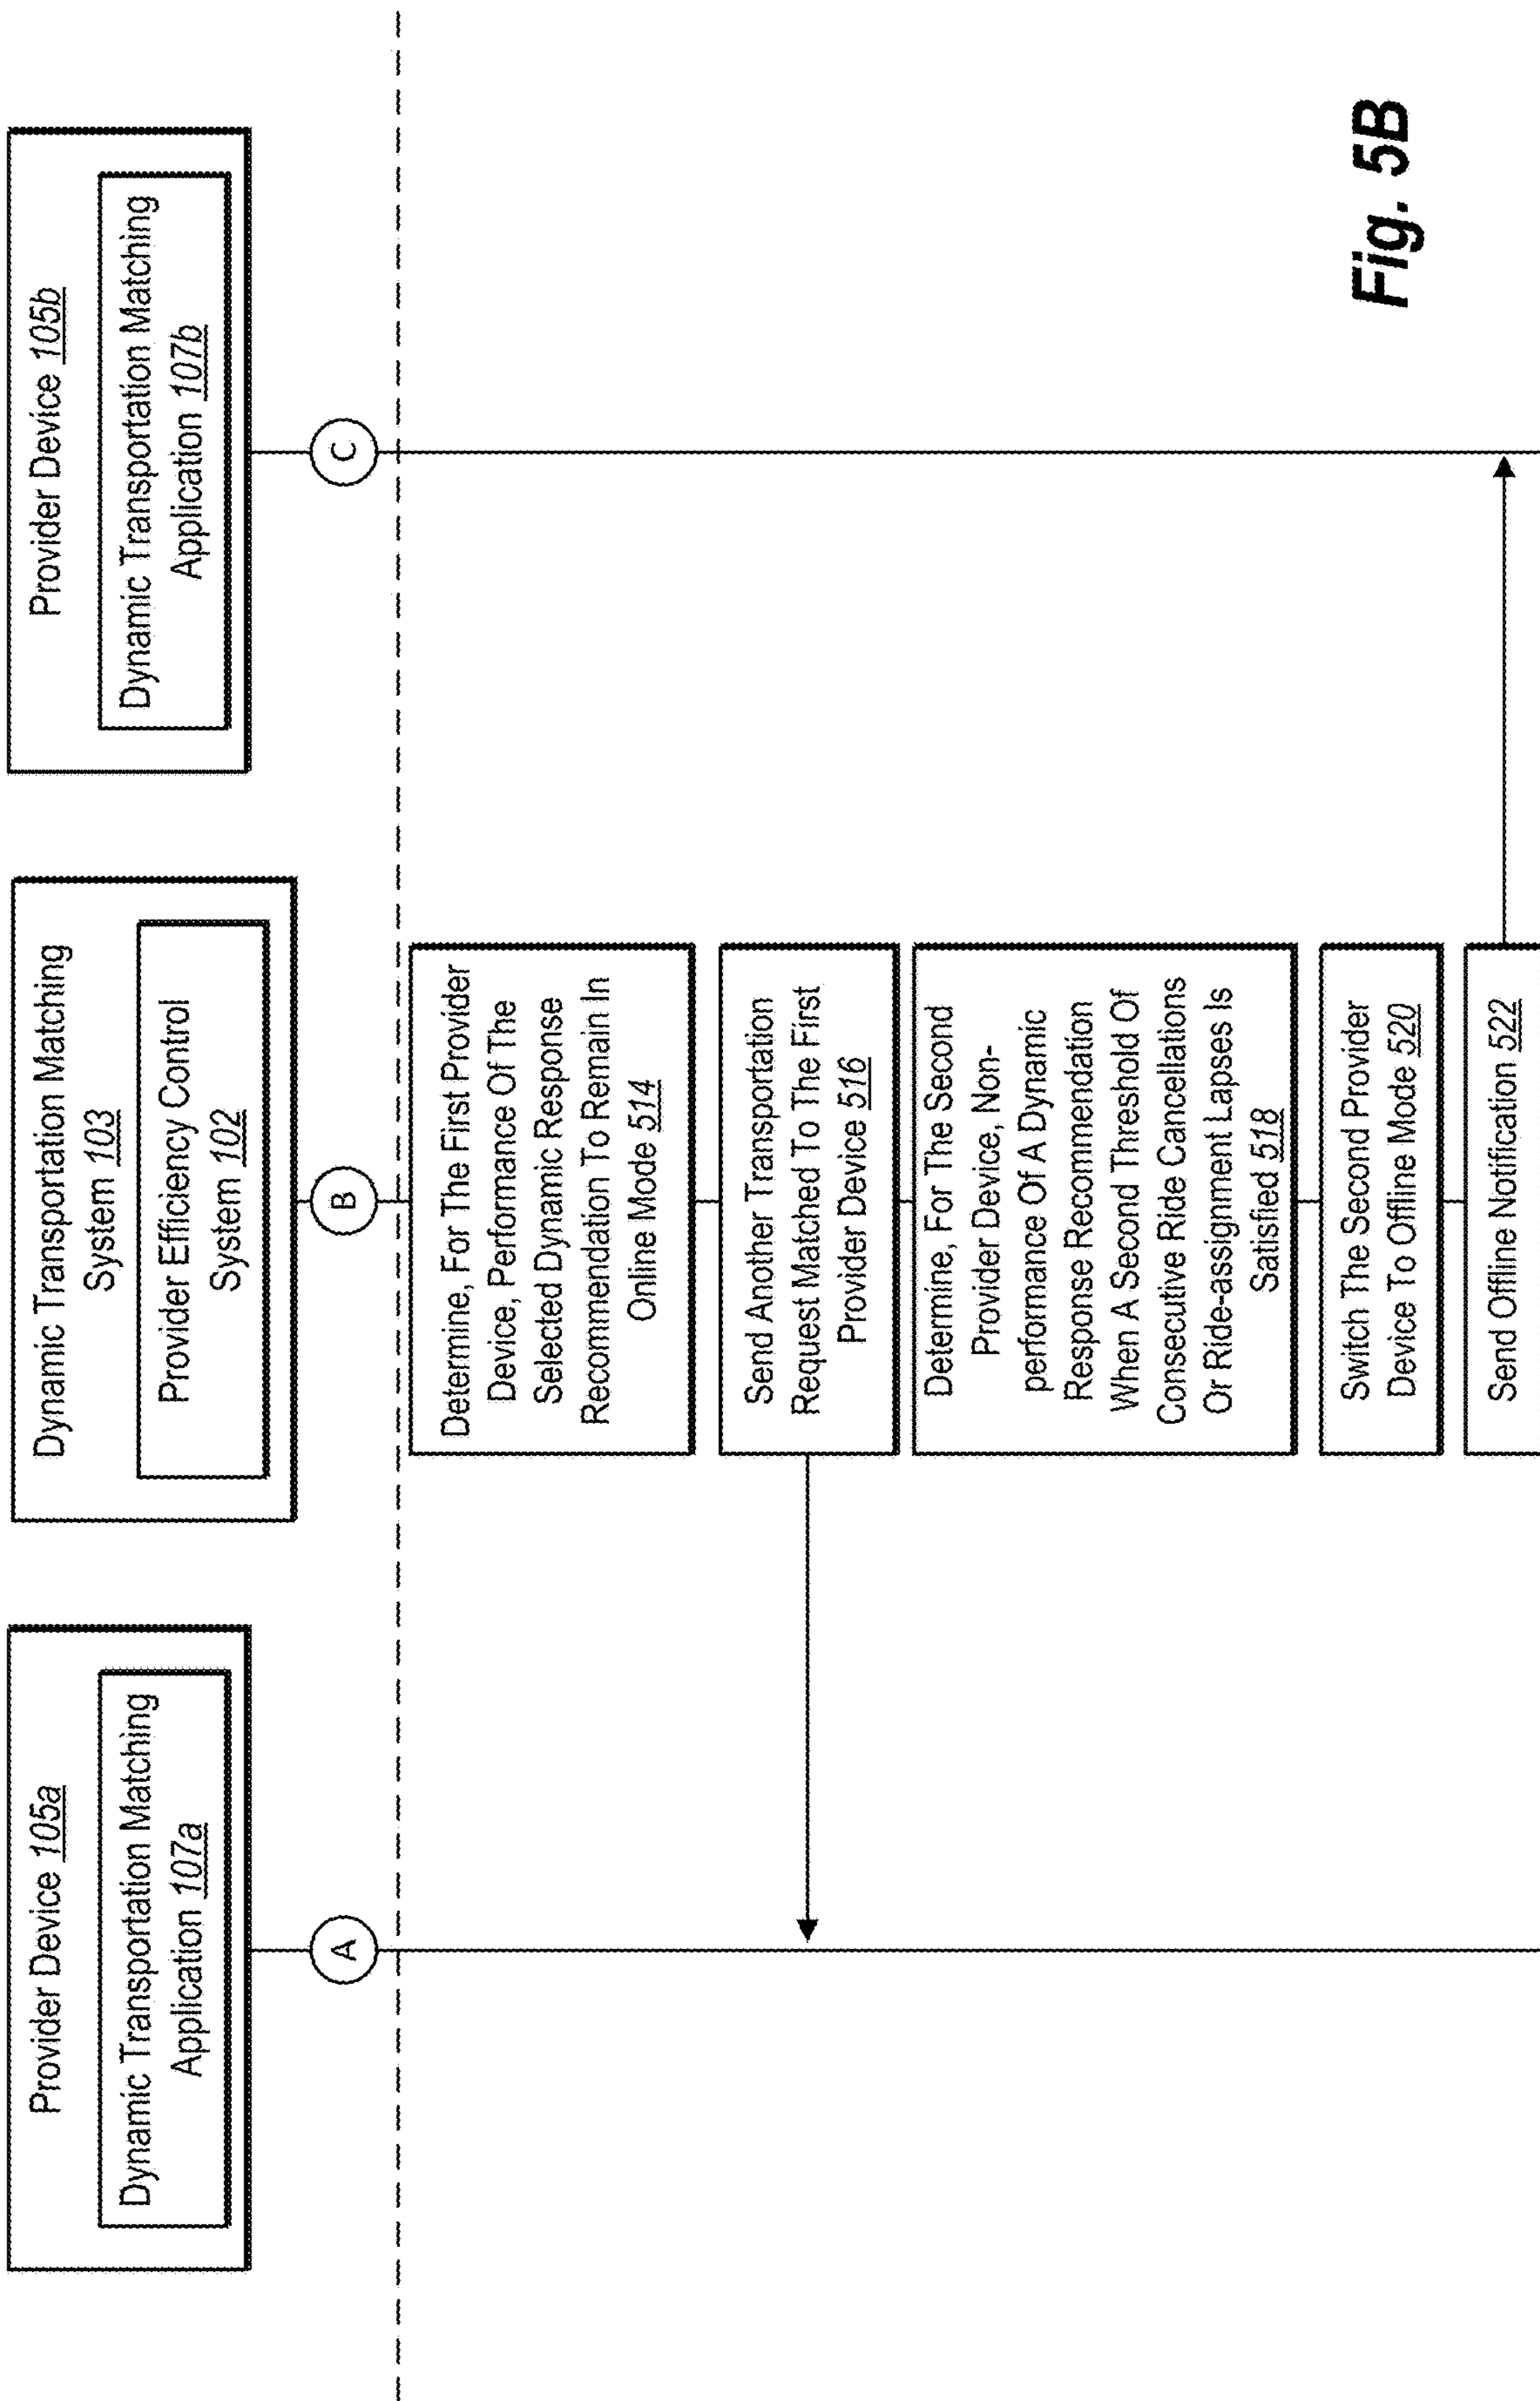 Provider Device 105a
Dynamic Transportation Matching
Application 107a
Dynamic Transportation Matching
System 103
Provider Efficiency Control
System 102
Provider Device 105b
Dynamic Transportation Matching
Application 107b
A
B
C
Determine, For The First Provider
Device, Performance Of The
Selected Dynamic Response
Recommendation To Remain In
Online Mode 514
Send Another Transportation
Request Matched To The First
Provider Device 516
Determine, For The Second
Provider Device, Non-
performance Of A Dynamic
Response Recommendation
When A Second Threshold Of
Consecutive Ride Cancellations
Or Ride-assignment Lapses Is
Satisfied 518
Switch The Second Provider
Device To Offline Mode 520
Send Offline Notification 522
Fig. 5B